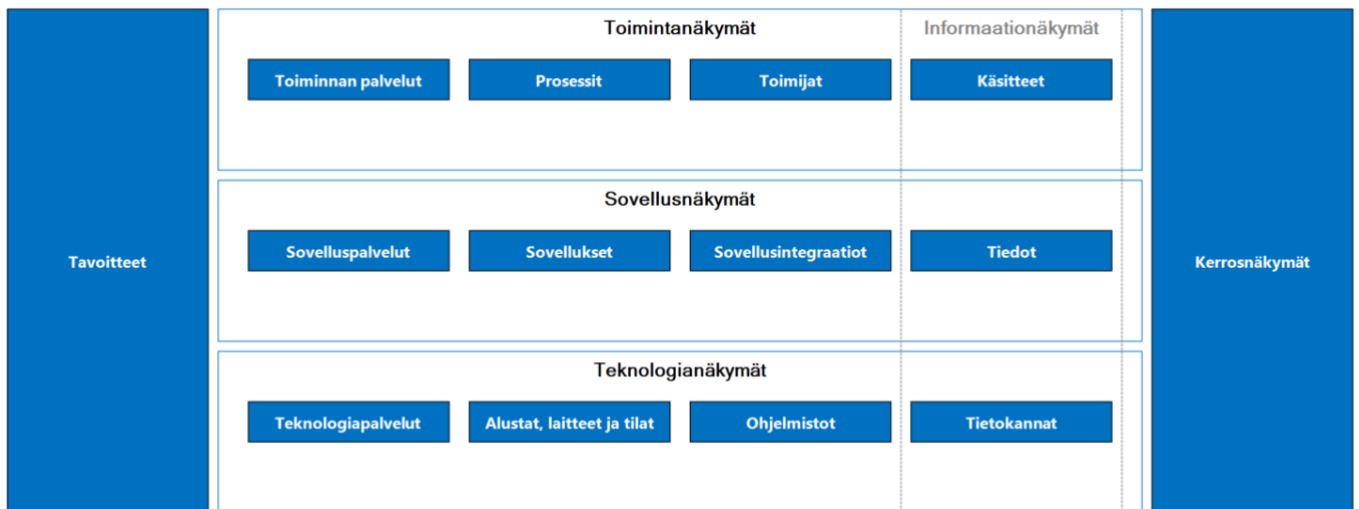 Toimintanäkymät
Informaationäkymät
Toiminnan palvelut
Prosessit
Toimijat
Käsitteet
Sovellusnäkymät
Sovelluspalvelut
Sovellukset
Sovellusintegraatiot
Tiedot
Tavoitteet
Kerrosnäkymät
Teknologianäkymät
Teknologiapalvelut
Alustat, laitteet ja tilat
Ohjelmistot
Tietokannat